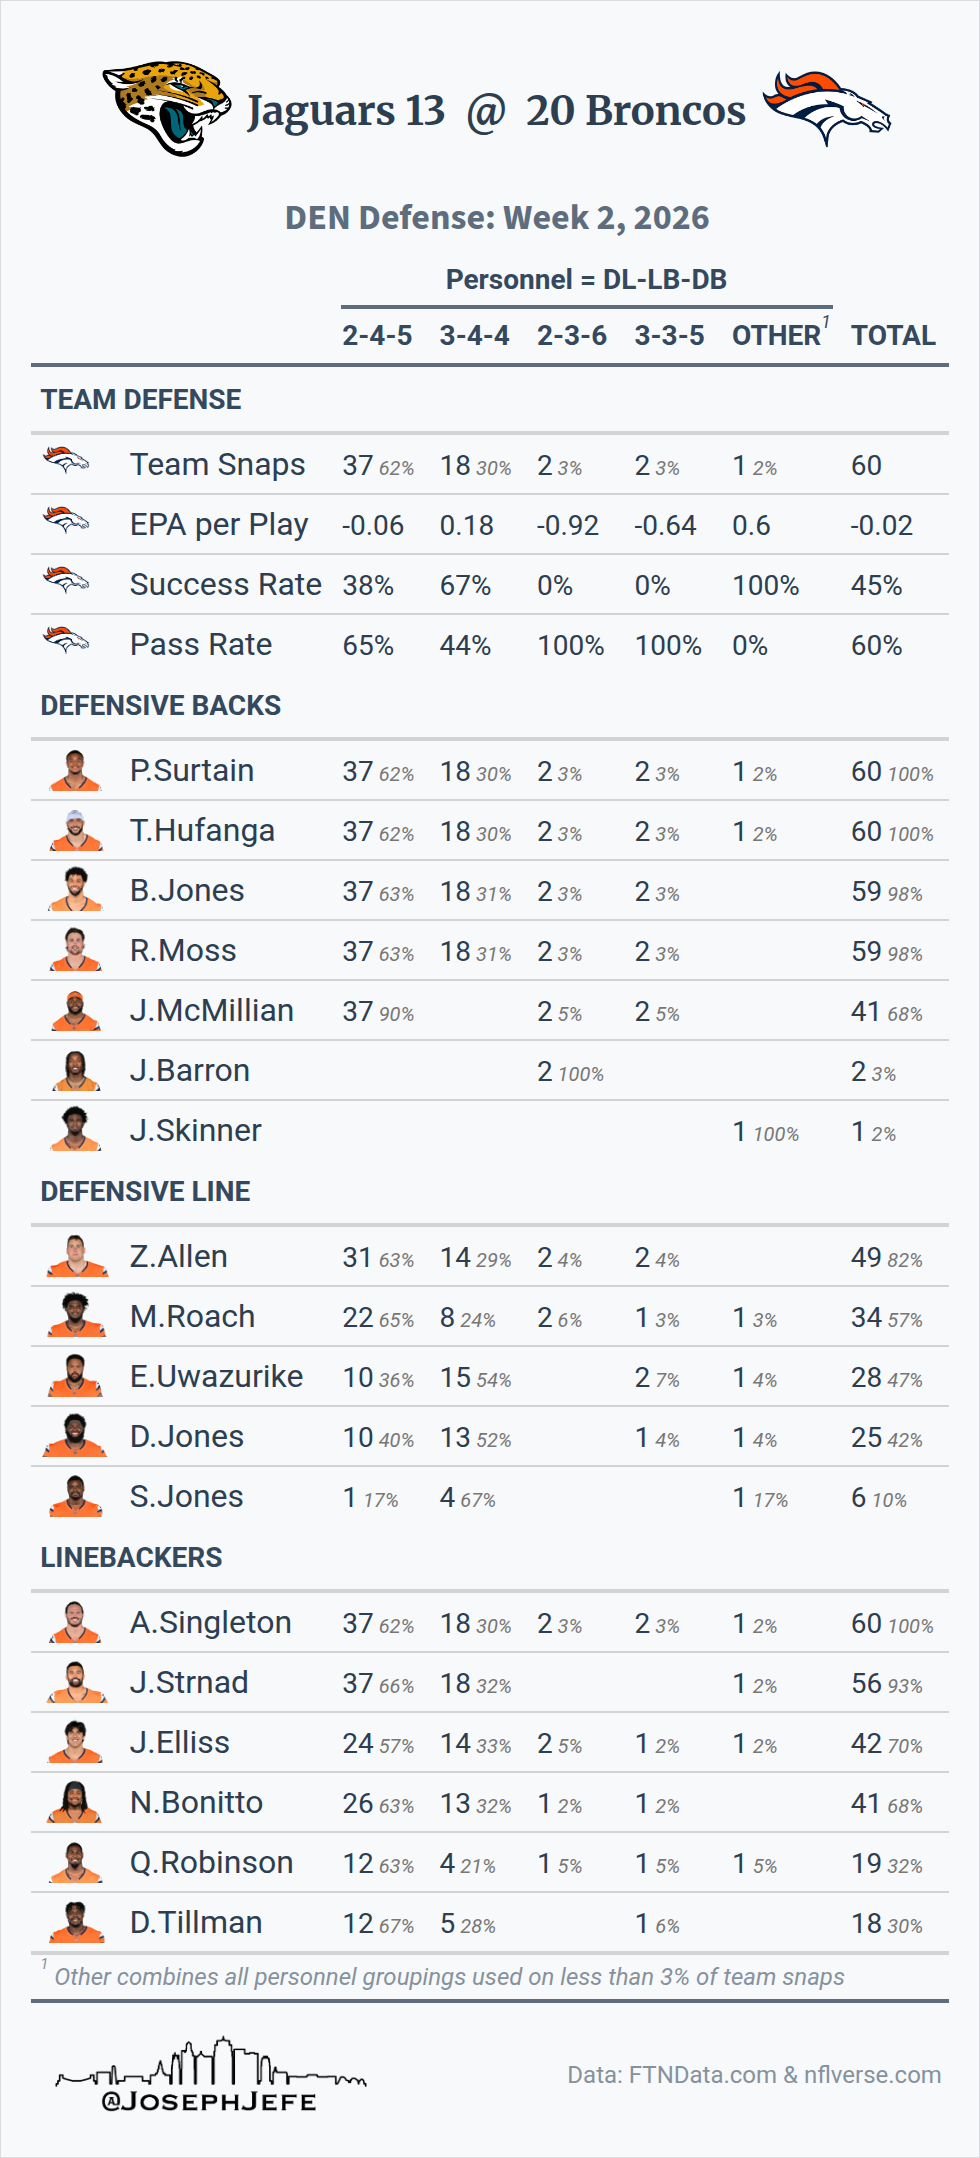 Jaguars 13 @ 20 Broncos
DEN Defense: Week 2, 2026
Personnel = DL-LB-DB
2-4-5 3-4-4 2-3-6 3-3-5 OTHER1 TOTAL
TEAM DEFENSE
Team Snaps 37 62% 18 30% 2 3% 2 3% 1 2% 60
EPA per Play -0.06 0.18 -0.92 -0.64 0.6 -0.02
Success Rate 38% 67% 0% 0% 100% 45%
Pass Rate 65% 44% 100% 100% 0% 60%
DEFENSIVE BACKS
P.Surtain 37 62% 18 30% 2 3% 2 3% 1 2% 60 100%
T.Hufanga 37 62% 18 30% 2 3% 2 3% 1 2% 60 100%
B.Jones 37 63% 18 31% 2 3% 2 3% 59 98%
R.Moss 37 63% 18 31% 2 3% 2 3% 59 98%
J.McMillian 37 90% 2 5% 2 5% 41 68%
J.Barron 2 100% 2 3%
J.Skinner 1 100% 1 2%
DEFENSIVE LINE
Z.Allen 31 63% 14 29% 2 4% 2 4% 49 82%
M.Roach 22 65% 8 24% 2 6% 1 3% 1 3% 34 57%
E.Uwazurike 10 36% 15 54% 2 7% 1 4% 28 47%
D.Jones 10 40% 13 52% 1 4% 1 4% 25 42%
S.Jones 1 17% 4 67% 1 17% 6 10%
LINEBACKERS
A.Singleton 37 62% 18 30% 2 3% 2 3% 1 2% 60 100%
J.Strnad 37 66% 18 32% 1 2% 56 93%
J.Elliss 24 57% 14 33% 2 5% 1 2% 1 2% 42 70%
N.Bonitto 26 63% 13 32% 1 2% 1 2% 41 68%
Q.Robinson 12 63% 4 21% 1 5% 1 5% 1 5% 19 32%
D.Tillman 12 67% 5 28% 1 6% 18 30%
1 Other combines all personnel groupings used on less than 3% of team snaps
@JOSEPHJEFE
Data: FTNData.com & nflverse.com